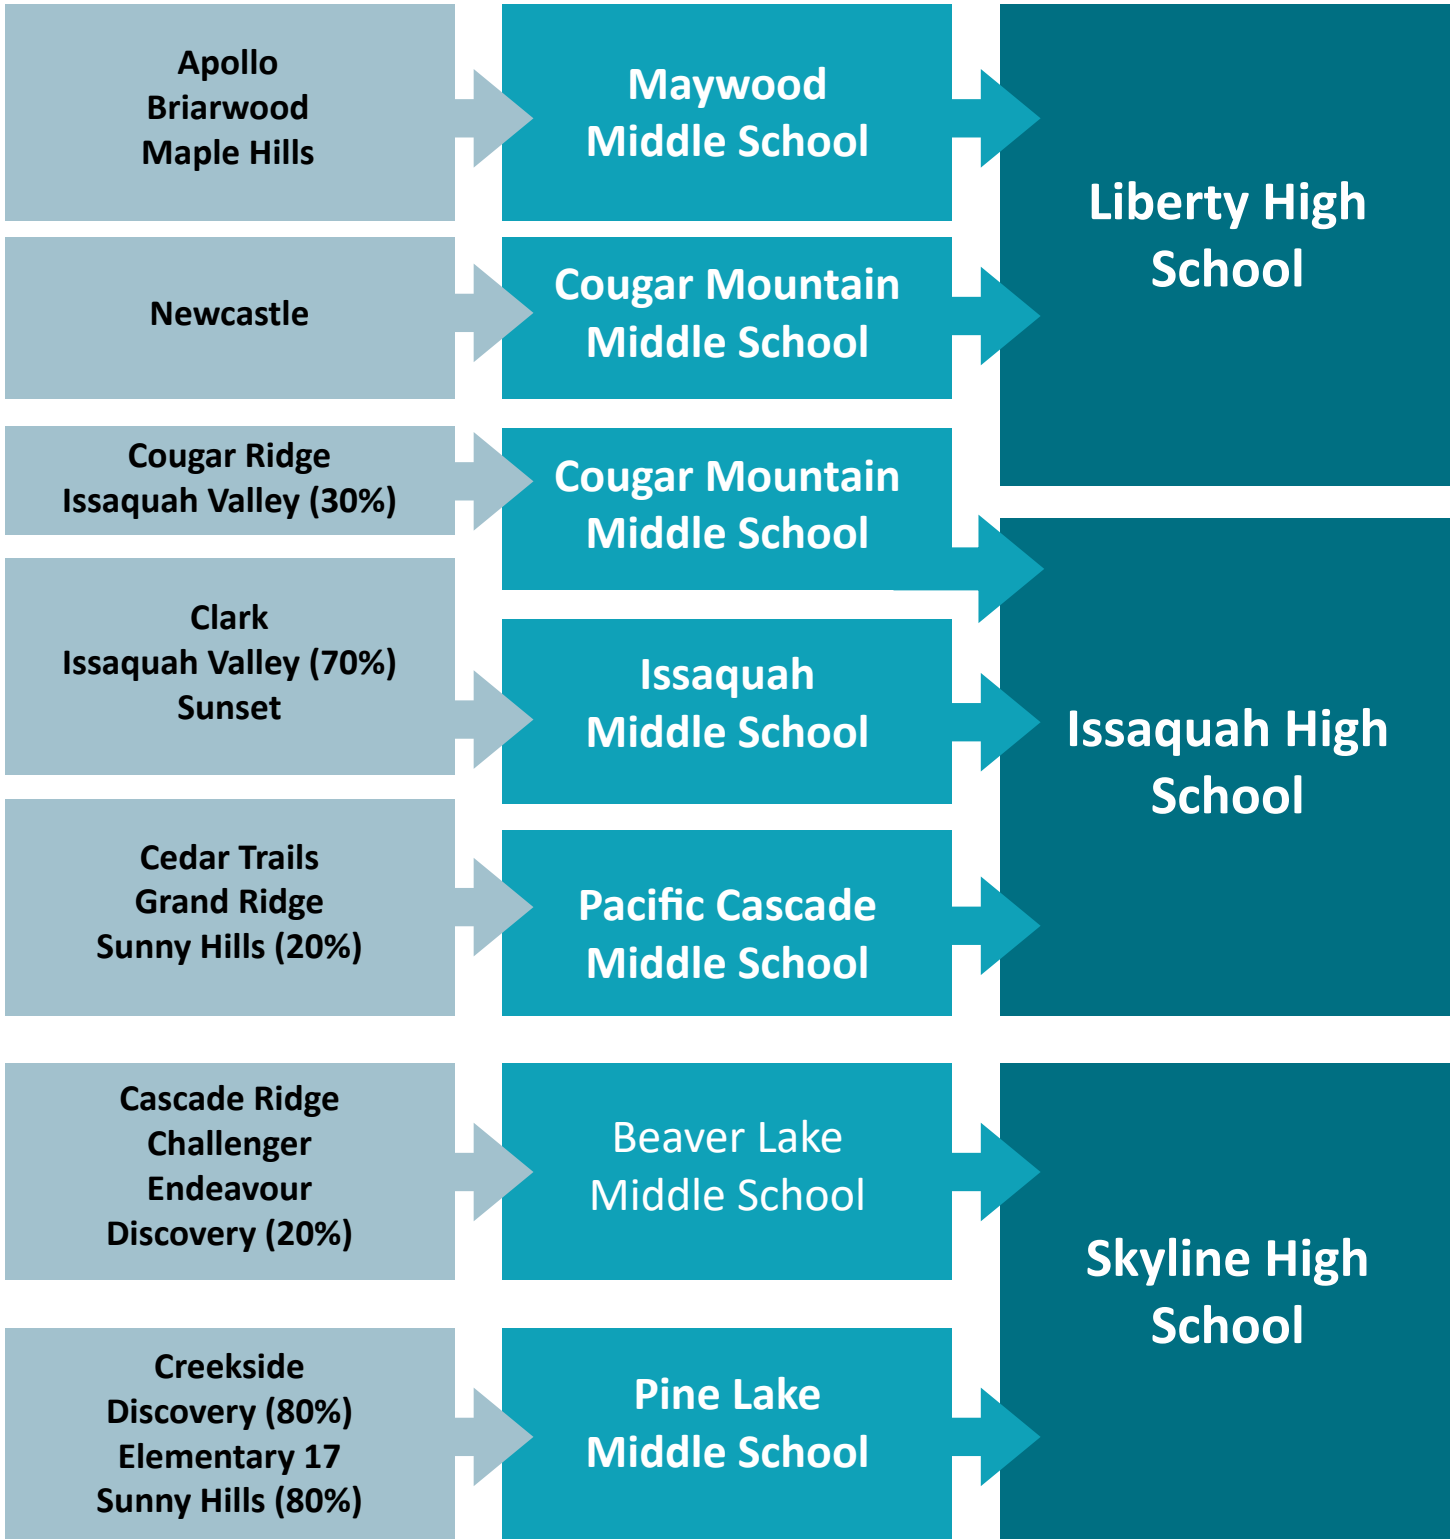 Apollo
Briarwood
Maple Hills
Maywood
Middle School
Liberty High
School
Newcastle
Cougar Mountain
Middle School
Cougar Ridge
Issaquah Valley (30%)
Cougar Mountain
Middle School
Clark
Issaquah Valley (70%)
Sunset
Issaquah
Middle School
Issaquah High
School
Cedar Trails
Grand Ridge
Sunny Hills (20%)
Pacific Cascade
Middle School
Cascade Ridge
Challenger
Endeavour
Discovery (20%)
Beaver Lake
Middle School
Skyline High
School
Creekside
Discovery (80%)
Elementary 17
Sunny Hills (80%)
Pine Lake
Middle School